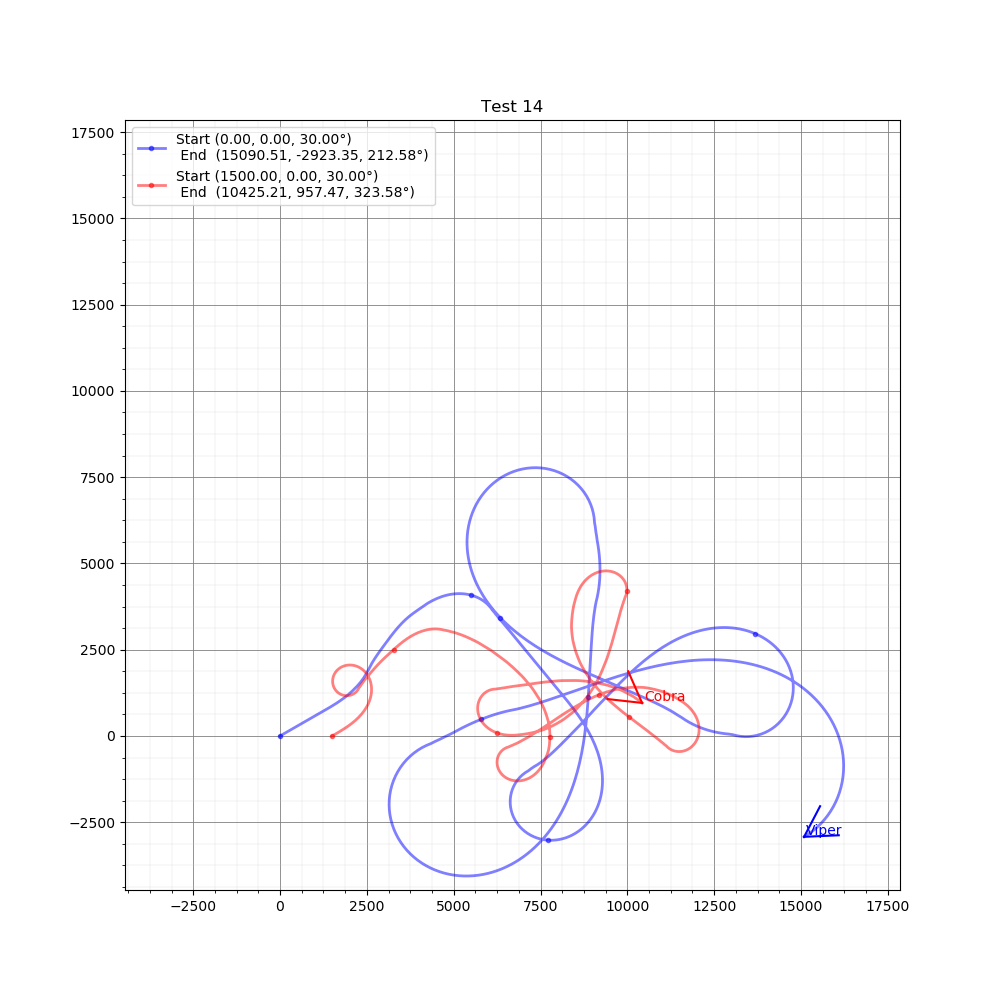 Test 14
Start (0.00, 0.00, 30.00°)
End  (15090.51, -2923.35, 212.58°)
Start (1500.00, 0.00, 30.00°)
End  (10425.21, 957.47, 323.58°)
17500
15000
12500
10000
7500
5000
2500
0
−2500
Cobra
Viper
−2500 0 2500 5000 7500 10000 12500 15000 17500